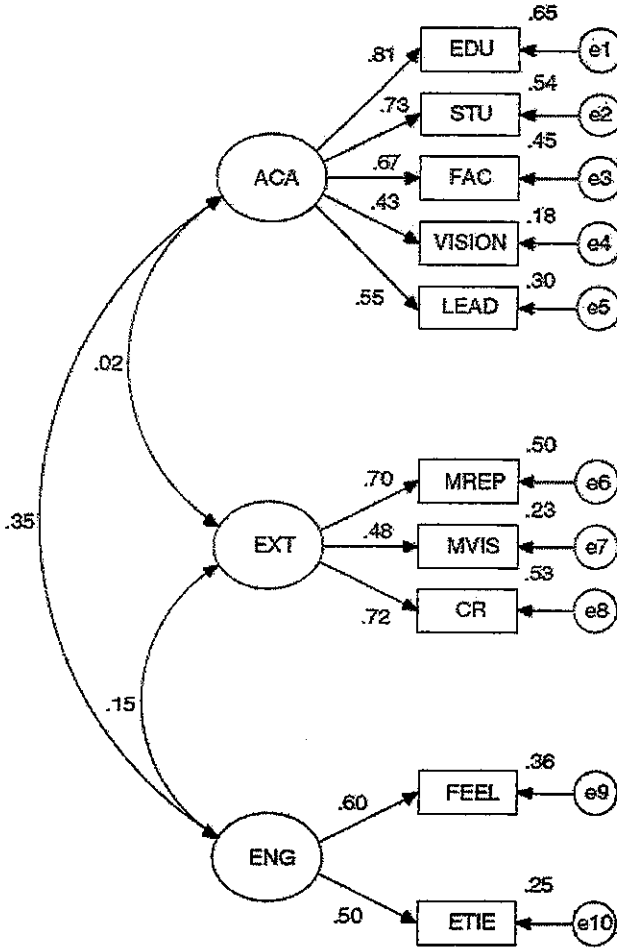 .65
.81 EDU e1
.54
.73 STU e2
.45
ACA .67 FAC e3
.43 .18
VISION e4
.30
.55 LEAD e5
.02
.50
.70 MREP e6
.35 .23
EXT .48 MVIS e7
.53
.72 CR e8
.15
.36
.60 FEEL e9
ENG
.25
.50 ETIE e10